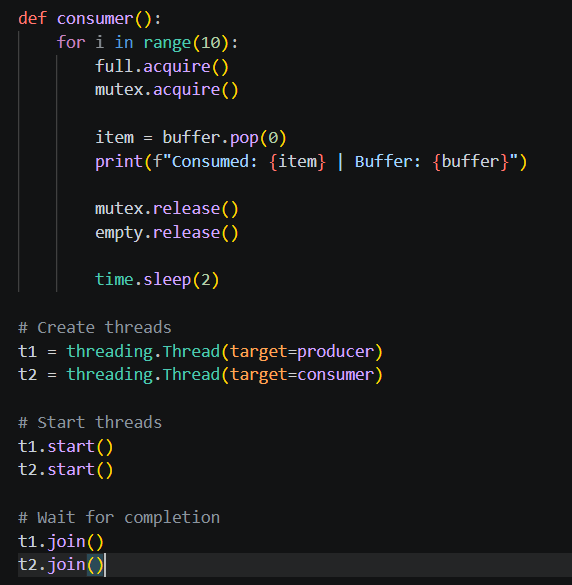 def consumer():
    for i in range(10):
        full.acquire()
        mutex.acquire()

        item = buffer.pop(0)
        print(f"Consumed: {item} | Buffer: {buffer}")

        mutex.release()
        empty.release()

        time.sleep(2)

# Create threads
t1 = threading.Thread(target=producer)
t2 = threading.Thread(target=consumer)

# Start threads
t1.start()
t2.start()

# Wait for completion
t1.join()
t2.join()